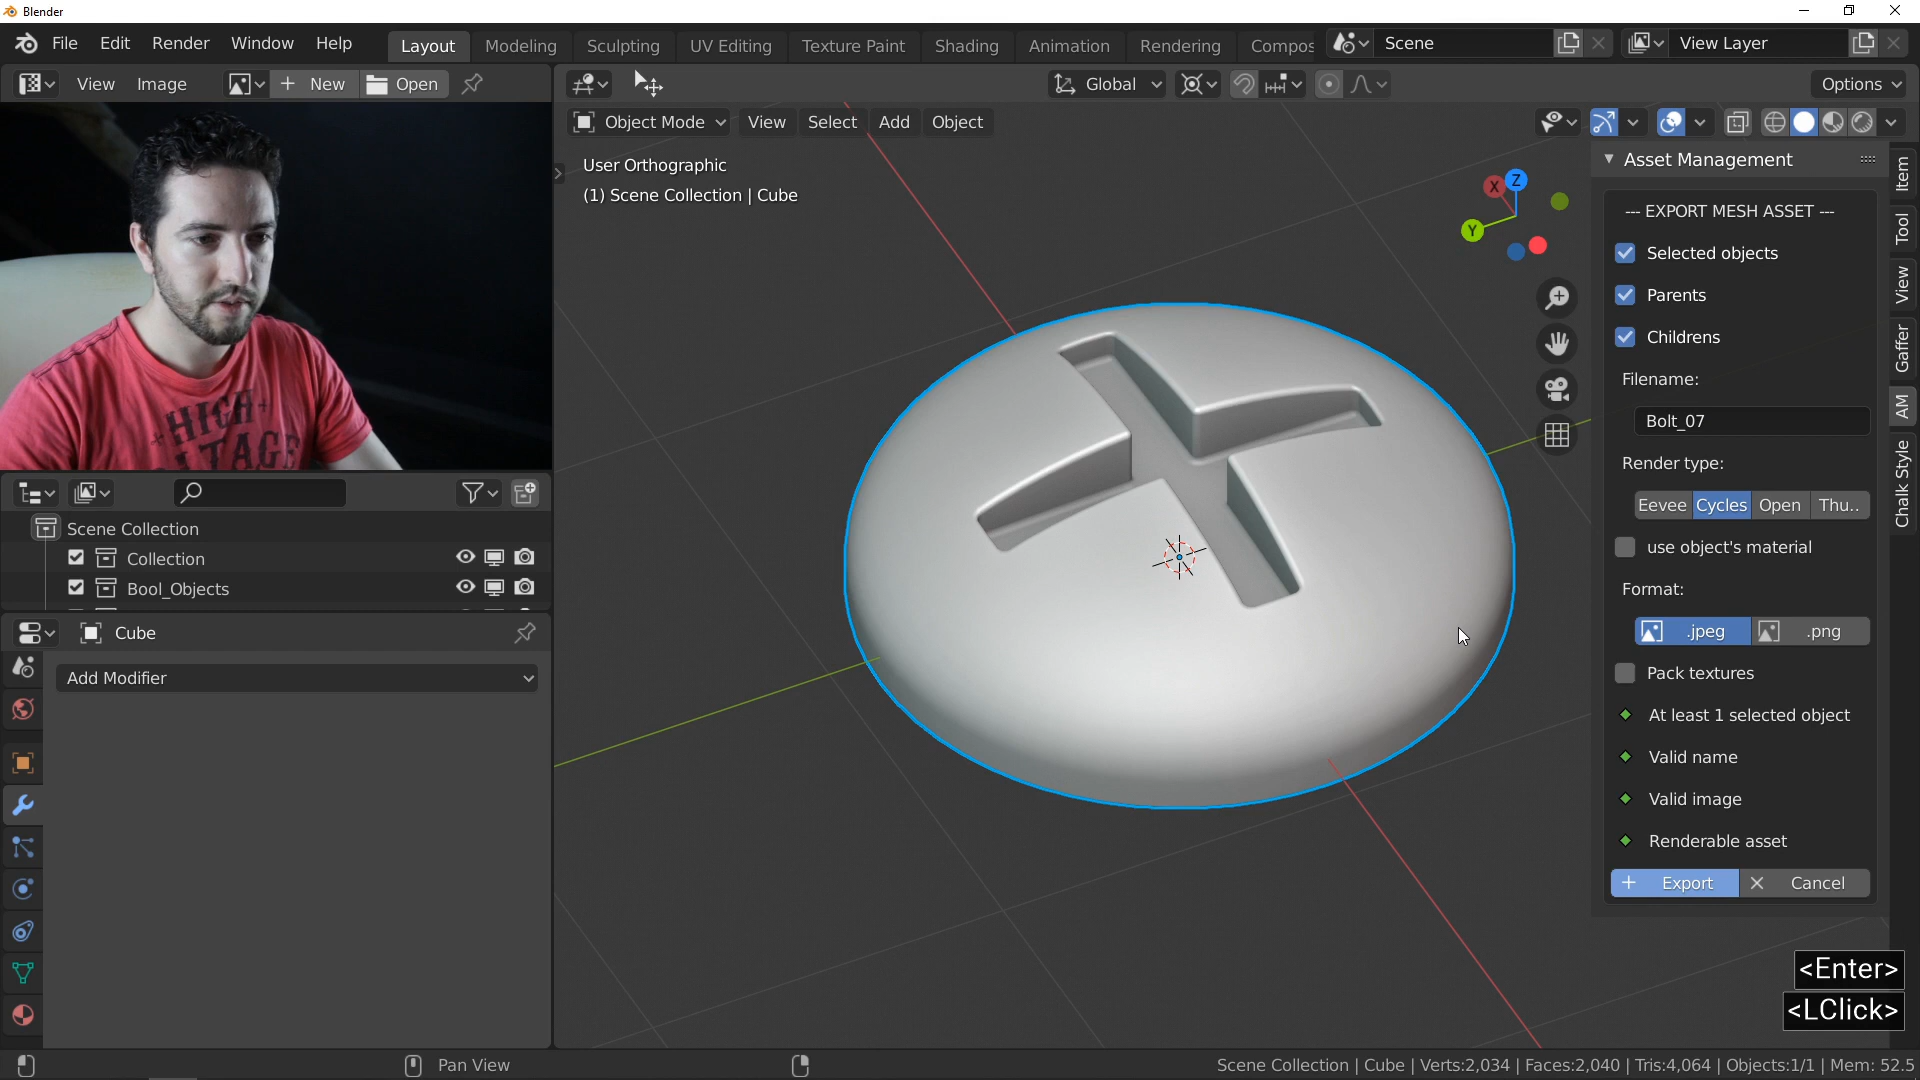 Blender
File Edit Render Window Help
Layout Modeling Sculpting UV Editing Texture Paint Shading Animation Rendering Compos
Scene
View Layer
View Image
New Open
Global
Options
Object Mode View Select Add Object
User Orthographic
(1) Scene Collection | Cube
X Z
Y
Asset Management
--- EXPORT MESH ASSET ---
Selected objects
Parents
Childrens
Filename:
Bolt_07
Render type:
Eevee Cycles Open Thu..
use object's material
Format:
.jpeg .png
Pack textures
At least 1 selected object
Valid name
Valid image
Renderable asset
Export Cancel
Item
Tool
View
Gaffer
AM
Chalk Style
HIGH
VOLTAGE
Scene Collection
Collection
Bool_Objects
Cube
Add Modifier
<Enter>
<LClick>
Pan View
Scene Collection | Cube | Verts:2,034 | Faces:2,040 | Tris:4,064 | Objects:1/1 | Mem: 52.5